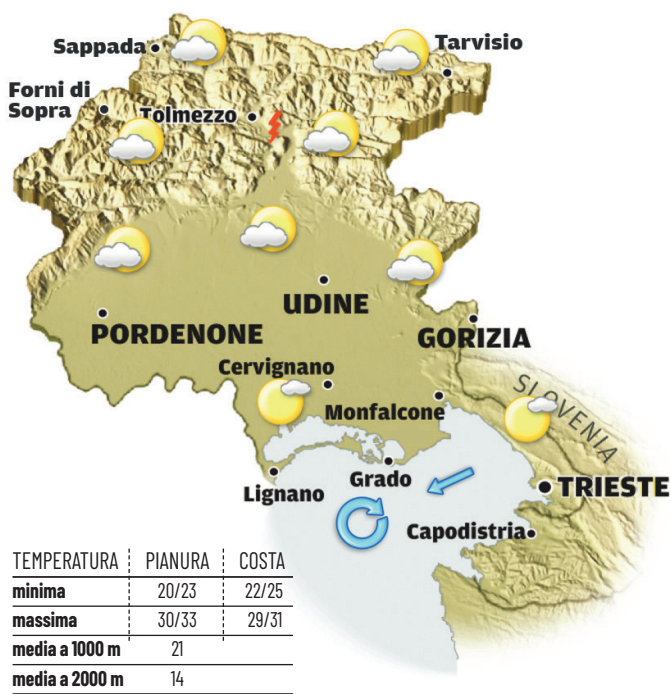 Sappada
Tarvisio
Forni di
Sopra
Tolmezzo
UDINE
PORDENONE
GORIZIA
Cervignano
SLOVENIA
Monfalcone
Grado
Lignano
TRIESTE
Capodistria
TEMPERATURA PIANURA COSTA
minima 20/23 22/25
massima 30/33 29/31
media a 1000 m 21
media a 2000 m 14